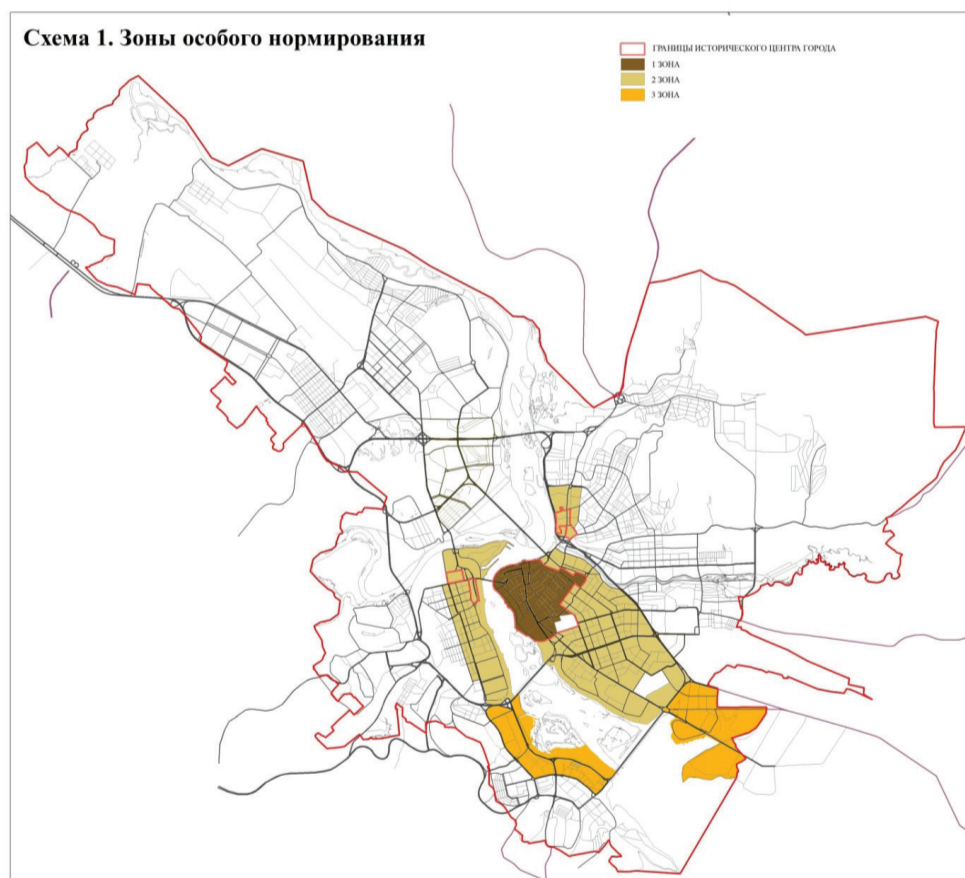 Схема 1. Зоны особого нормирования
ГРАНИЦЫ ИСТОРИЧЕСКОГО ЦЕНТРА ГОРОДА
1 ЗОНА
2 ЗОНА
3 ЗОНА